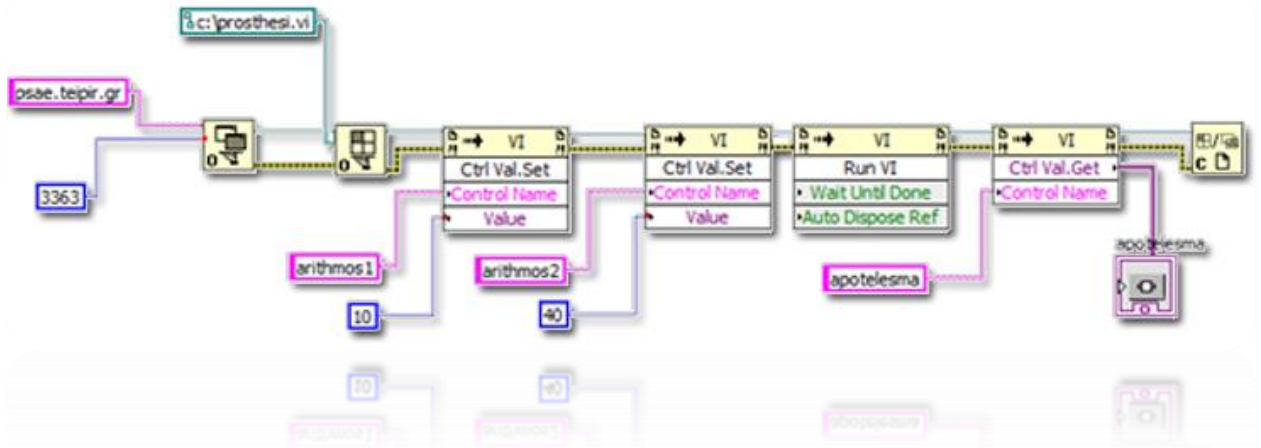 c:\prosthesi.vi
psae.teipir.gr
3363
VI
Ctrl Val.Set
Control Name
Value
VI
Ctrl Val.Set
Control Name
Value
VI
Run VI
Wait Until Done
Auto Dispose Ref
VI
Ctrl Val.Get
Control Name
arithmos1
10
arithmos2
40
apotelesma
apotelesma